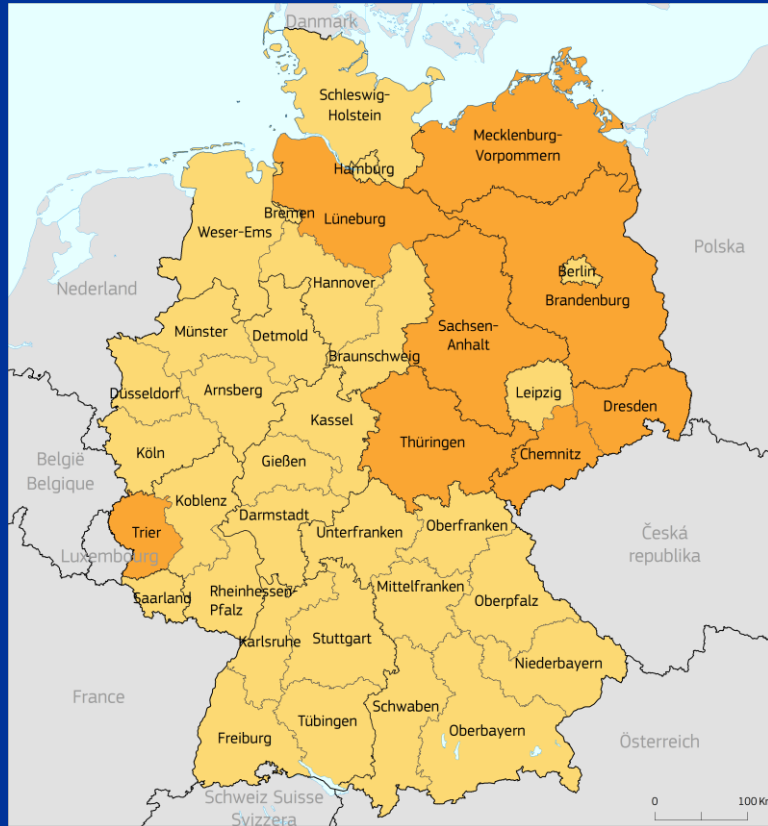 Danmark
Schleswig-
Holstein
Mecklenburg-
Vorpommern
Hamburg
Bremen
Lüneburg
Weser-Ems
Polska
Berlin
Nederland
Hannover
Brandenburg
Münster
Detmold
Sachsen-
Anhalt
Braunschweig
Düsseldorf
Arnsberg
Leipzig
Dresden
Kassel
Thüringen
Köln
Gießen
Chemnitz
België
Belgique
Koblenz
Darmstadt
Trier
Unterfranken
Oberfranken
Česká
republika
Luxembourg
Saarland
Rheinhessen-
Pfalz
Mittelfranken
Oberpfalz
Karlsruhe
Stuttgart
Niederbayern
France
Schwaben
Tübingen
Freiburg
Oberbayern
Österreich
Schweiz Suisse
Svizzera
0
100 Km